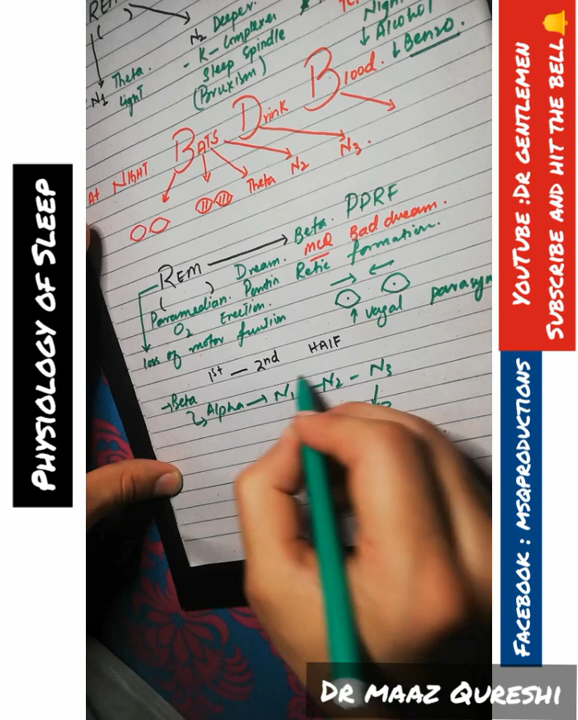 PHYSIOLOGY OF SLEEP
YOUTUBE :DR GENTLEMEN
SUBSCRIBE AND HIT THE BELL🔔
FACEBOOK : MSQPRODUCTIONS
DR MAAZ QURESHI
N2 Deeper
- K-Complexes
Sleep Spindle
(Bruxism)
N1 Theta
light
↓ Alcohol
↓ Benzo.
At NIGHT BATS Drink Blood.
Theta N2 N3.
REM → Beta. PPRF
( ) Dream. MCQ Bad dream.
Paramedian. Pontin Retic formation.
O2 Erection.
loss of motor function
↑ vagal
1st — 2nd HAlF
→Beta
Alpha → N1 - N2 - N3